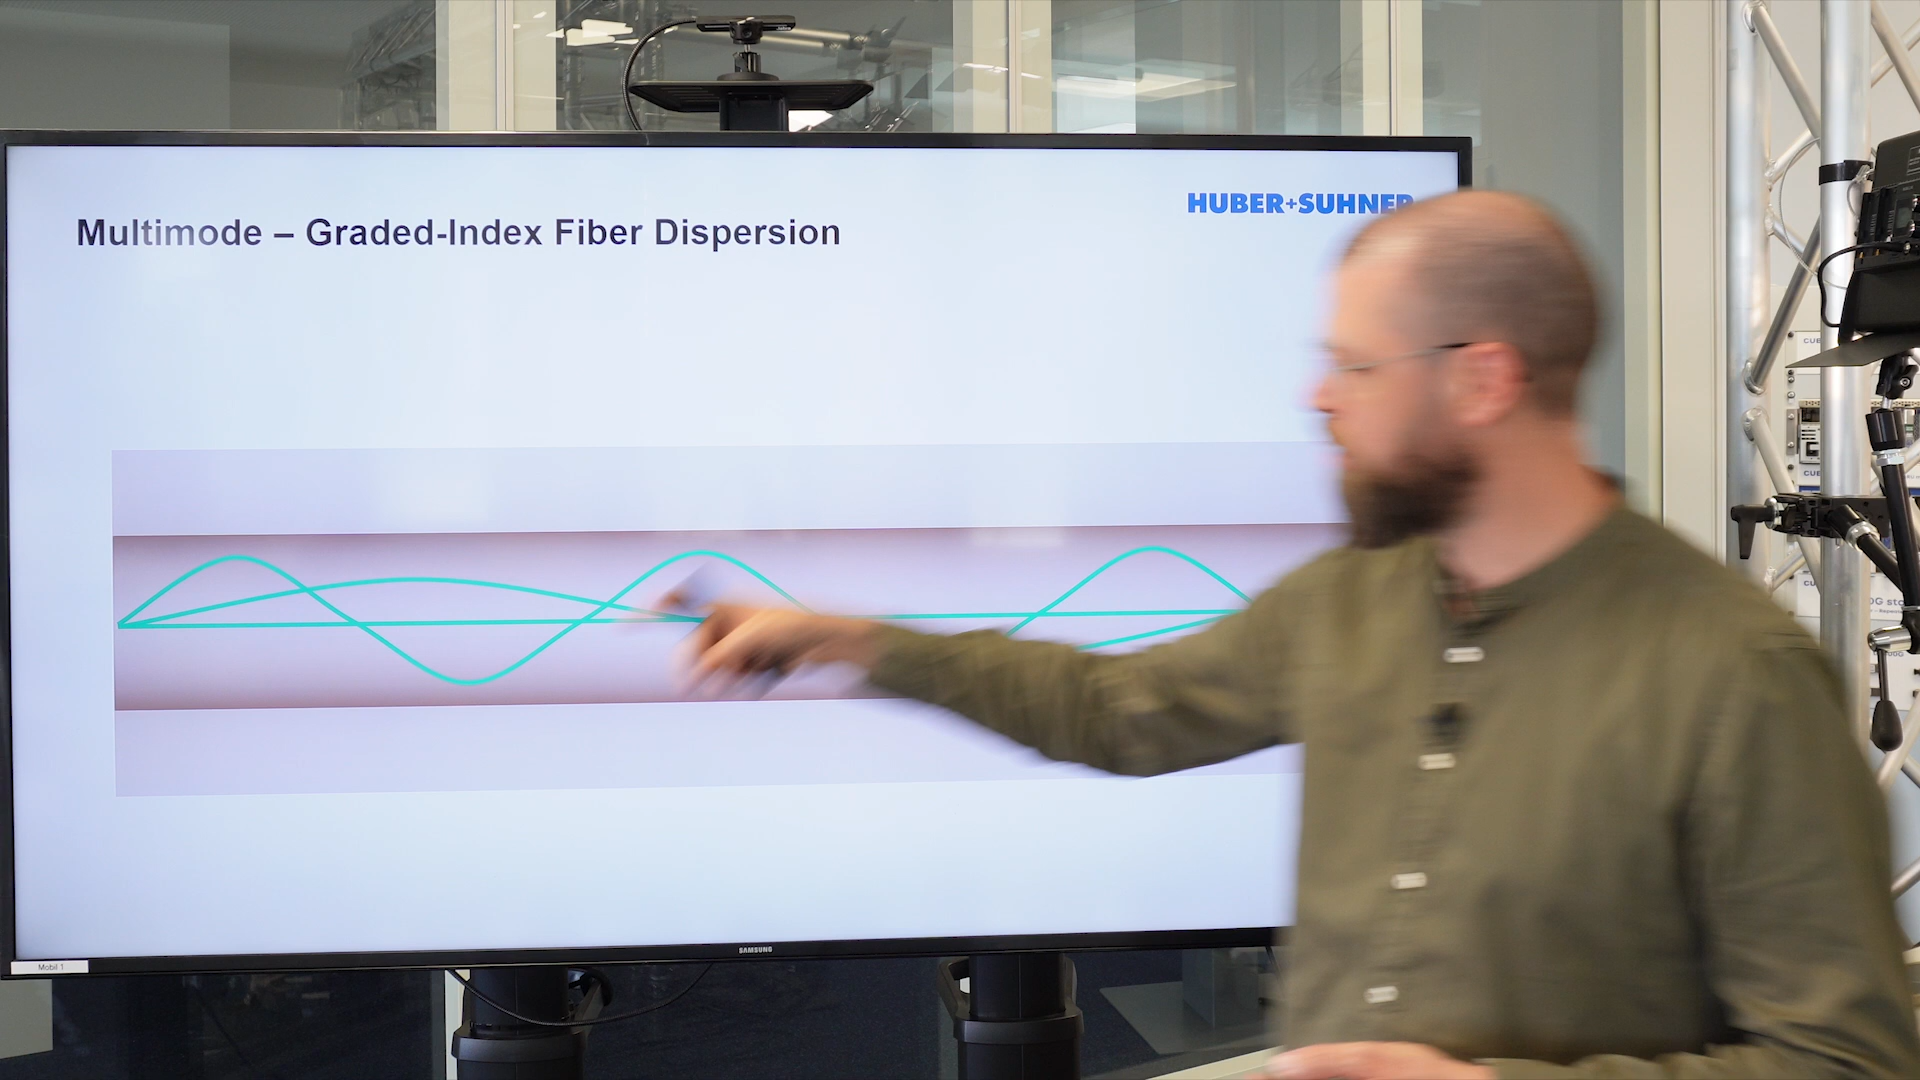 HUBER+SUHNER
Multimode – Graded-Index Fiber Dispersion
SAMSUNG
Mobil 1